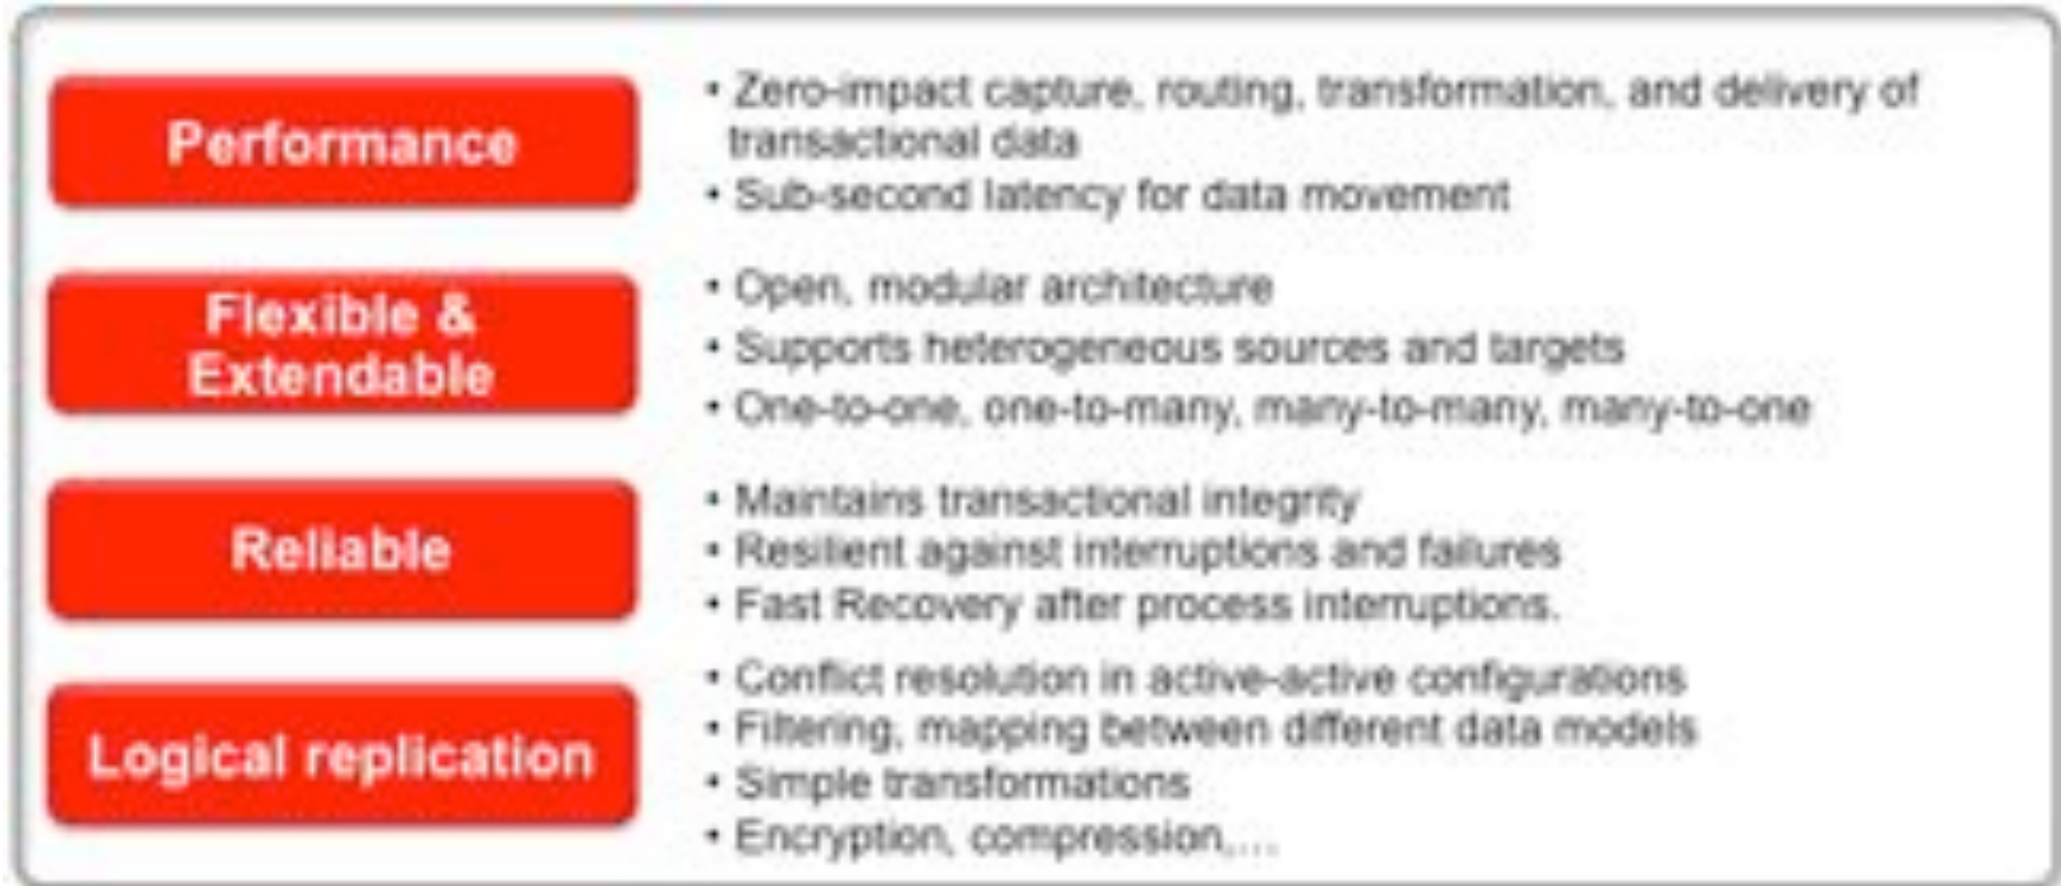 Performance
• Zero-impact capture, routing, transformation, and delivery of
transactional data
• Sub-second latency for data movement
Flexible &
Extendable
• Open, modular architecture
• Supports heterogeneous sources and targets
• One-to-one, one-to-many, many-to-many, many-to-one
Reliable
• Maintains transactional integrity
• Resilient against interruptions and failures
• Fast Recovery after process interruptions.
Logical replication
• Conflict resolution in active-active configurations
• Filtering, mapping between different data models
• Simple transformations
• Encryption, compression,...